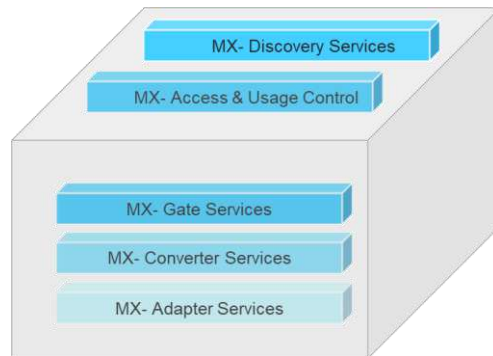 MX- Discovery Services
MX- Access & Usage Control
MX- Gate Services
MX- Converter Services
MX- Adapter Services